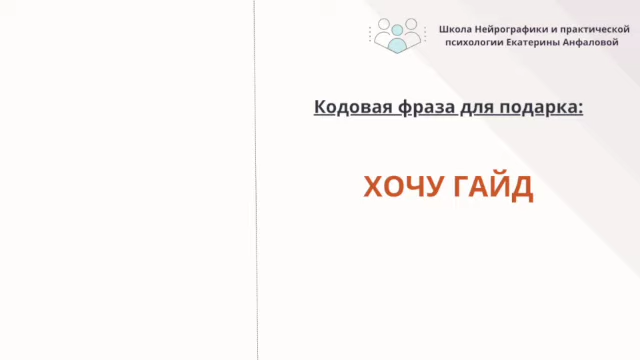 Школа Нейрографики и практической
психологии Екатерины Анфаловой
Кодовая фраза для подарка:
ХОЧУ ГАЙД